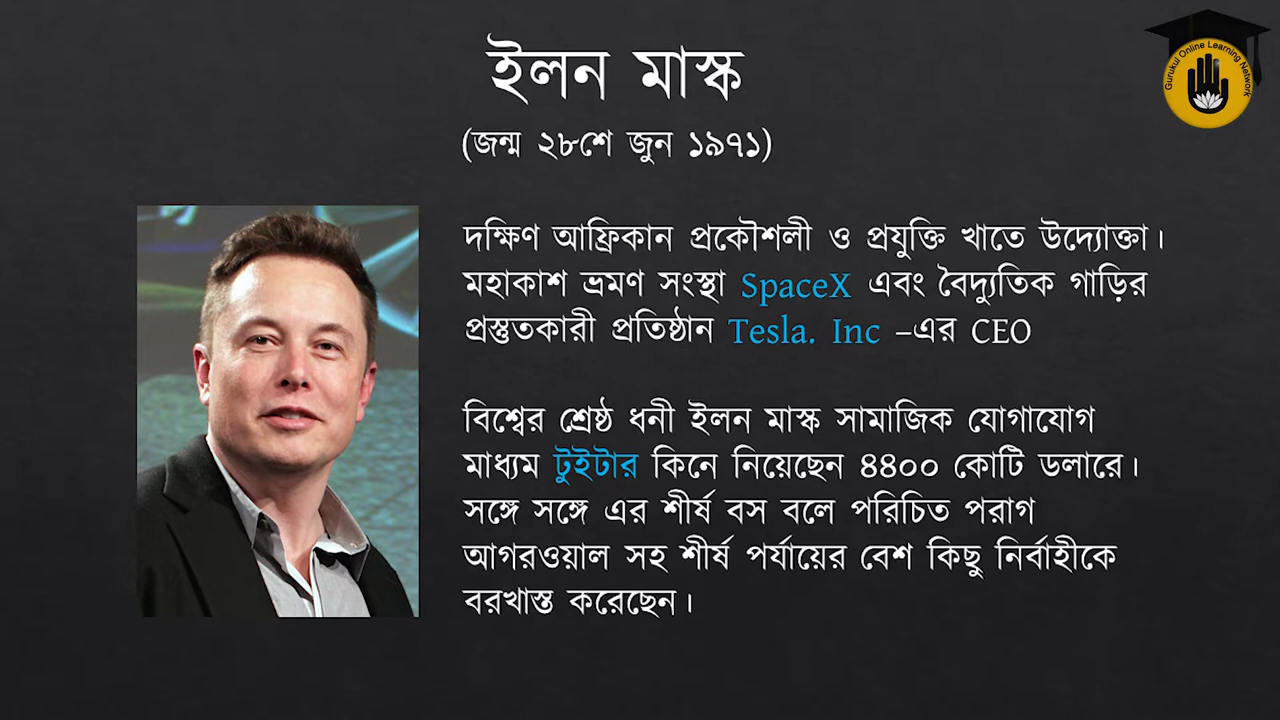 ইলন মাস্ক
(জন্ম ২৮শে জুন ১৯৭১)
Gurukul Online Learning Network
দক্ষিণ আফ্রিকান প্রকৌশলী ও প্রযুক্তি খাতে উদ্যোক্তা।
মহাকাশ ভ্রমণ সংস্থা SpaceX এবং বৈদ্যুতিক গাড়ির
প্রস্তুতকারী প্রতিষ্ঠান Tesla. Inc –এর CEO
বিশ্বের শ্রেষ্ঠ ধনী ইলন মাস্ক সামাজিক যোগাযোগ
মাধ্যম টুইটার কিনে নিয়েছেন ৪৪০০ কোটি ডলারে।
সঙ্গে সঙ্গে এর শীর্ষ বস বলে পরিচিত পরাগ
আগরওয়াল সহ শীর্ষ পর্যায়ের বেশ কিছু নির্বাহীকে
বরখাস্ত করেছেন।